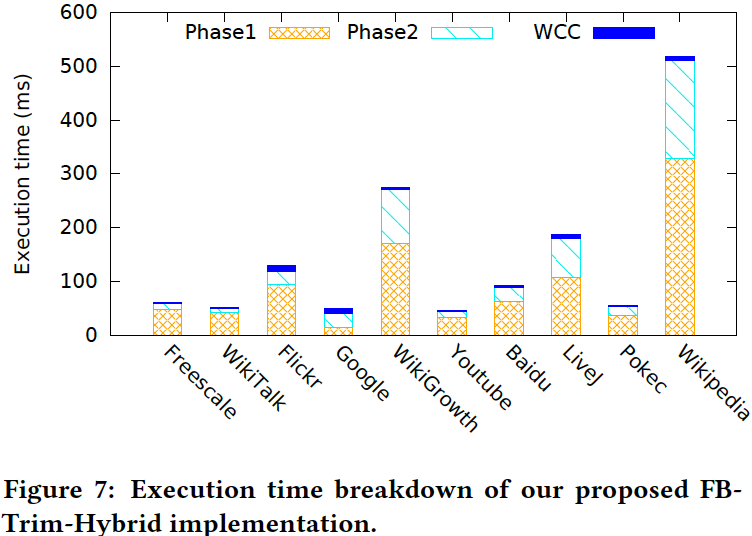 600
500
400
300
200
100
0
Execution time (ms)
Phase1 Phase2 WCC
Freescale
WikiTalk
Flickr
Google
WikiGrowth
Youtube
Baidu
LiveJ
Pokec
Wikipedia
Figure 7: Execution time breakdown of our proposed FB-
Trim-Hybrid implementation.